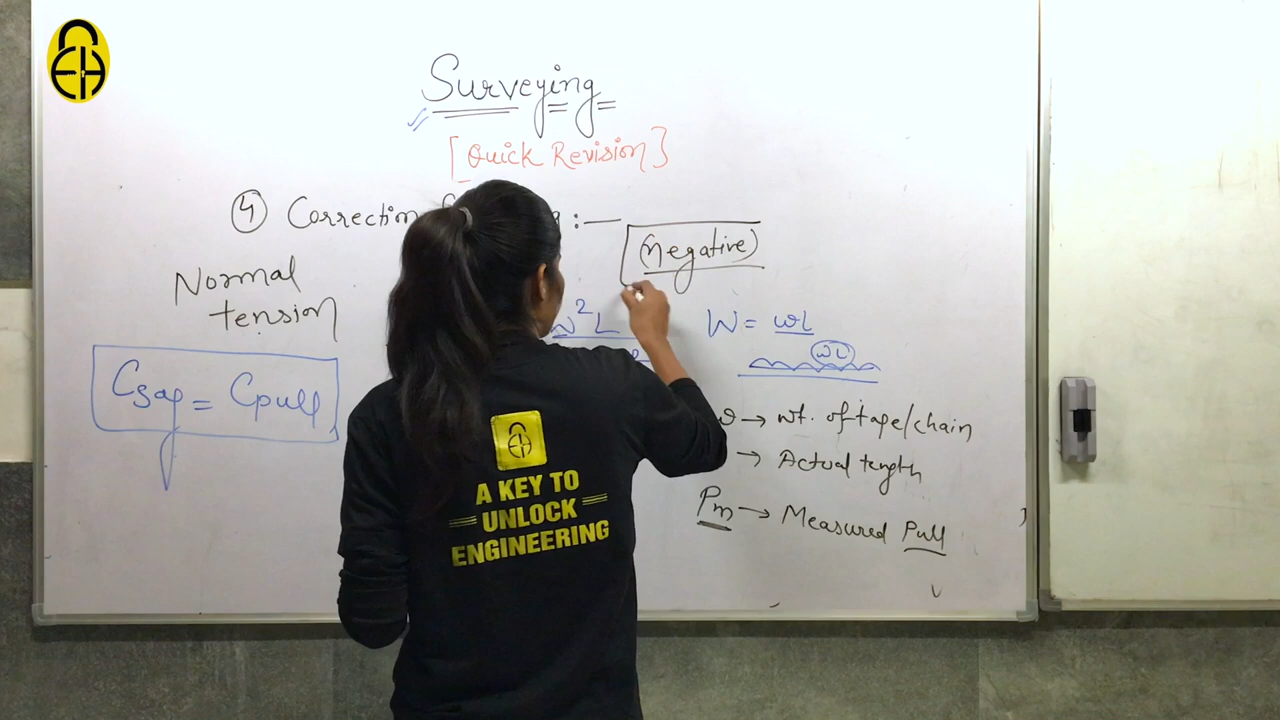 Surveying
[Quick Revision]
④ Correction :—
(negative)
Normal
tension
Csag = Cpull
w²L
W = wL
wL
→ wt. of tape/chain
→ Actual length
Pm → Measured Pull
A KEY TO
UNLOCK
ENGINEERING